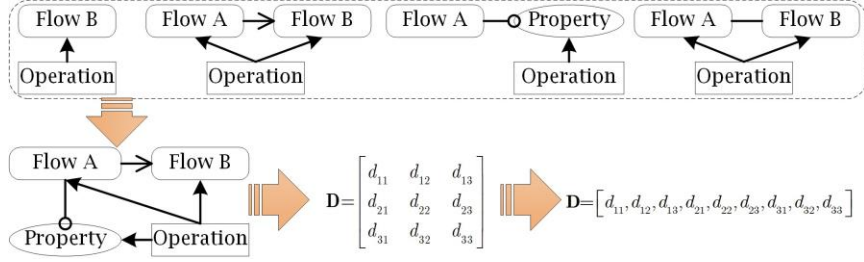 Flow B Flow A Flow B Flow A Property Flow A Flow B
Operation Operation Operation Operation
Flow A Flow B
Property Operation
D=[d11 d12 d13
d21 d22 d23
d31 d32 d33]
D=[d11,d12,d13,d21,d22,d23,d31,d32,d33]